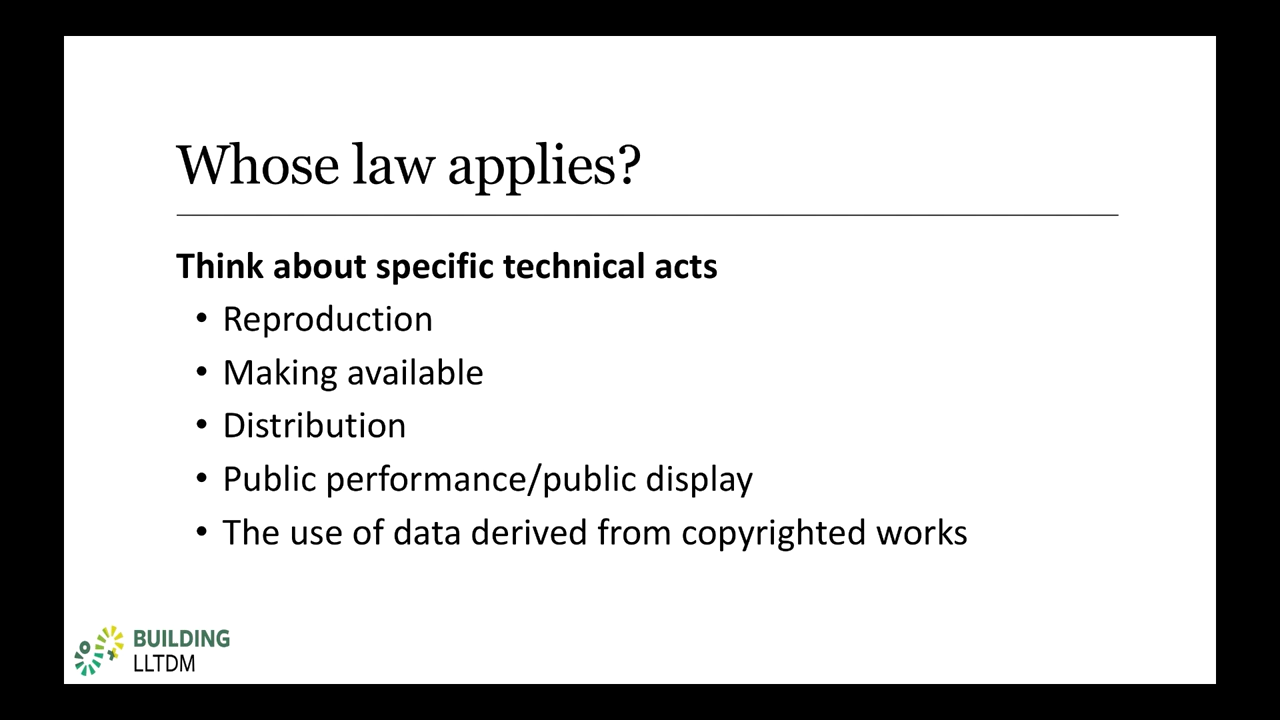 Whose law applies?
Think about specific technical acts
• Reproduction
• Making available
• Distribution
• Public performance/public display
• The use of data derived from copyrighted works
BUILDING
LLTDM